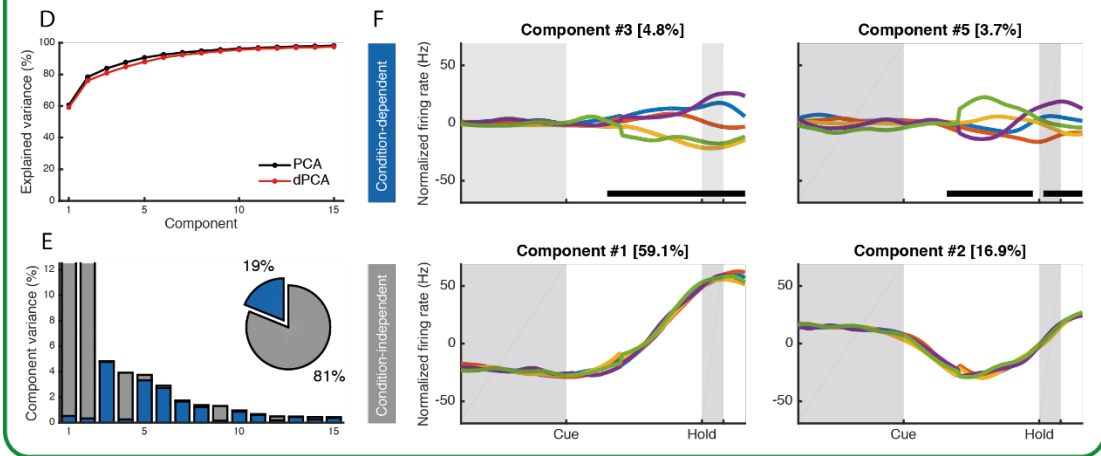 D
Explained variance (%)
100
80
60
40
20
0
PCA
dPCA
1
5
10
15
Component
E
Component variance (%)
12
10
8
6
4
2
0
19%
81%
1
5
10
15
F
Condition-dependent
Component #3 [4.8%]
Normalized firing rate (Hz)
50
0
-50
Component #5 [3.7%]
Condition-independent
Component #1 [59.1%]
Normalized firing rate (Hz)
50
0
-50
Cue
Hold
Component #2 [16.9%]
Cue
Hold